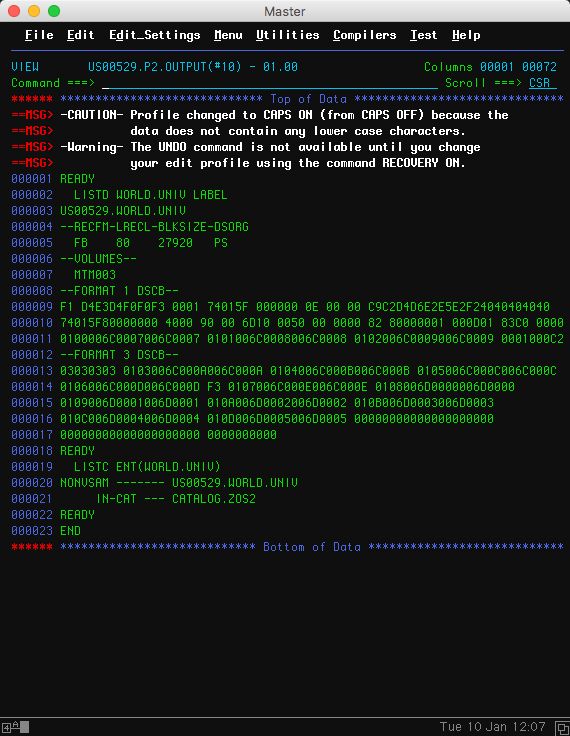 Master
File Edit Edit_Settings Menu Utilities Compilers Test Help
VIEW US00529.P2.OUTPUT(#10) - 01.00 Columns 00001 00072
Command ===> Scroll ===> CSR
****** **************************** Top of Data ******************************
==MSG> -CAUTION- Profile changed to CAPS ON (from CAPS OFF) because the
==MSG> data does not contain any lower case characters.
==MSG> -Warning- The UNDO command is not available until you change
==MSG> your edit profile using the command RECOVERY ON.
000001 READY
000002 LISTD WORLD.UNIV LABEL
000003 US00529.WORLD.UNIV
000004 --RECFM-LRECL-BLKSIZE-DSORG
000005 FB 80 27920 PS
000006 --VOLUMES--
000007 MTM003
000008 --FORMAT 1 DSCB--
000009 F1 D4E3D4F0F0F3 0001 74015F 000000 0E 00 00 C9C2D4D6E2E5E2F24040404040
000010 74015F80000000 4000 90 00 6D10 0050 00 0000 82 80000001 000D01 83C0 0000
000011 0100006C0007006C0007 0101006C0008006C0008 0102006C0009006C0009 0001000C2
000012 --FORMAT 3 DSCB--
000013 03030303 0103006C000A006C000A 0104006C000B006C000B 0105006C000C006C000C
000014 0106006C000D006C000D F3 0107006C000E006C000E 0108006D0000006D0000
000015 0109006D0001006D0001 010A006D0002006D0002 010B006D0003006D0003
000016 010C006D0004006D0004 010D006D0005006D0005 00000000000000000000
000017 00000000000000000000 0000000000
000018 READY
000019 LISTC ENT(WORLD.UNIV)
000020 NONVSAM ------- US00529.WORLD.UNIV
000021 IN-CAT --- CATALOG.ZOS2
000022 READY
000023 END
****** **************************** Bottom of Data ****************************
4 A Tue 10 Jan 12:07